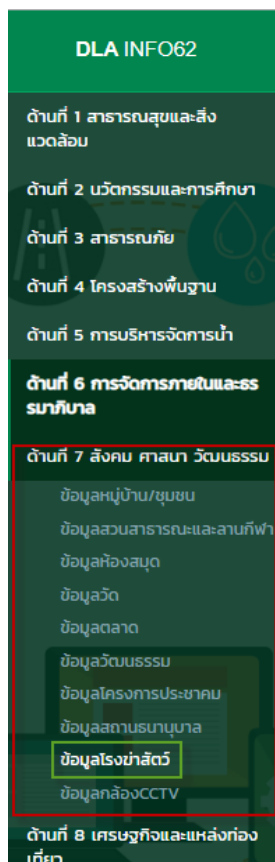 DLA INFO62
ด้านที่ 1 สาธารณสุขและสิ่ง
แวดล้อม
ด้านที่ 2 นวัตกรรมและการศึกษา
ด้านที่ 3 สาธารณภัย
ด้านที่ 4 โครงสร้างพื้นฐาน
ด้านที่ 5 การบริหารจัดการน้ำ
ด้านที่ 6 การจัดการภายในและธร
รมาภิบาล
ด้านที่ 7 สังคม ศาสนา วัฒนธรรม
ข้อมูลหมู่บ้าน/ชุมชน
ข้อมูลสวนสาธารณะและลานกีฬา
ข้อมูลห้องสมุด
ข้อมูลวัด
ข้อมูลตลาด
ข้อมูลวัฒนธรรม
ข้อมูลโครงการประชาคม
ข้อมูลสถานธนานุบาล
ข้อมูลโรงฆ่าสัตว์
ข้อมูลกล้องCCTV
ด้านที่ 8 เศรษฐกิจและแหล่งท่อง
เที่ยว